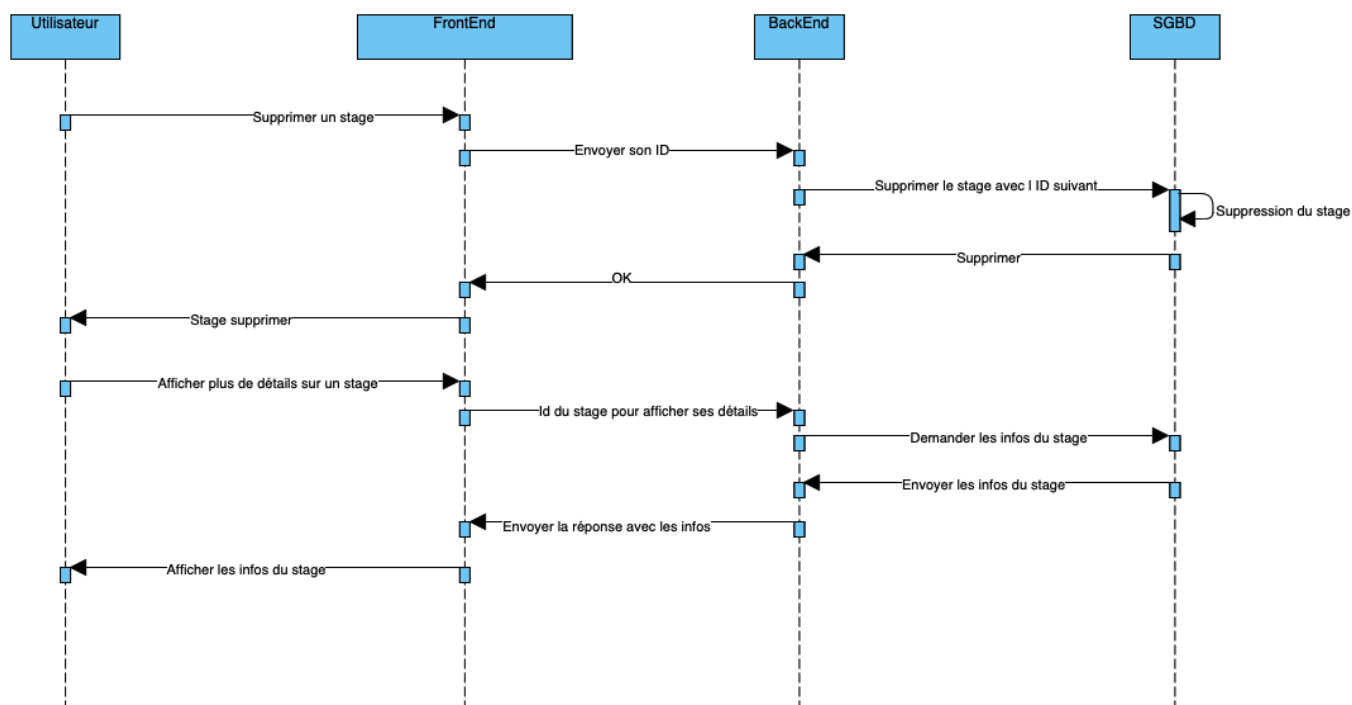 Utilisateur
FrontEnd
BackEnd
SGBD
Supprimer un stage
Envoyer son ID
Supprimer le stage avec l ID suivant
Suppression du stage
Supprimer
OK
Stage supprimer
Afficher plus de détails sur un stage
Id du stage pour afficher ses détails
Demander les infos du stage
Envoyer les infos du stage
Envoyer la réponse avec les infos
Afficher les infos du stage